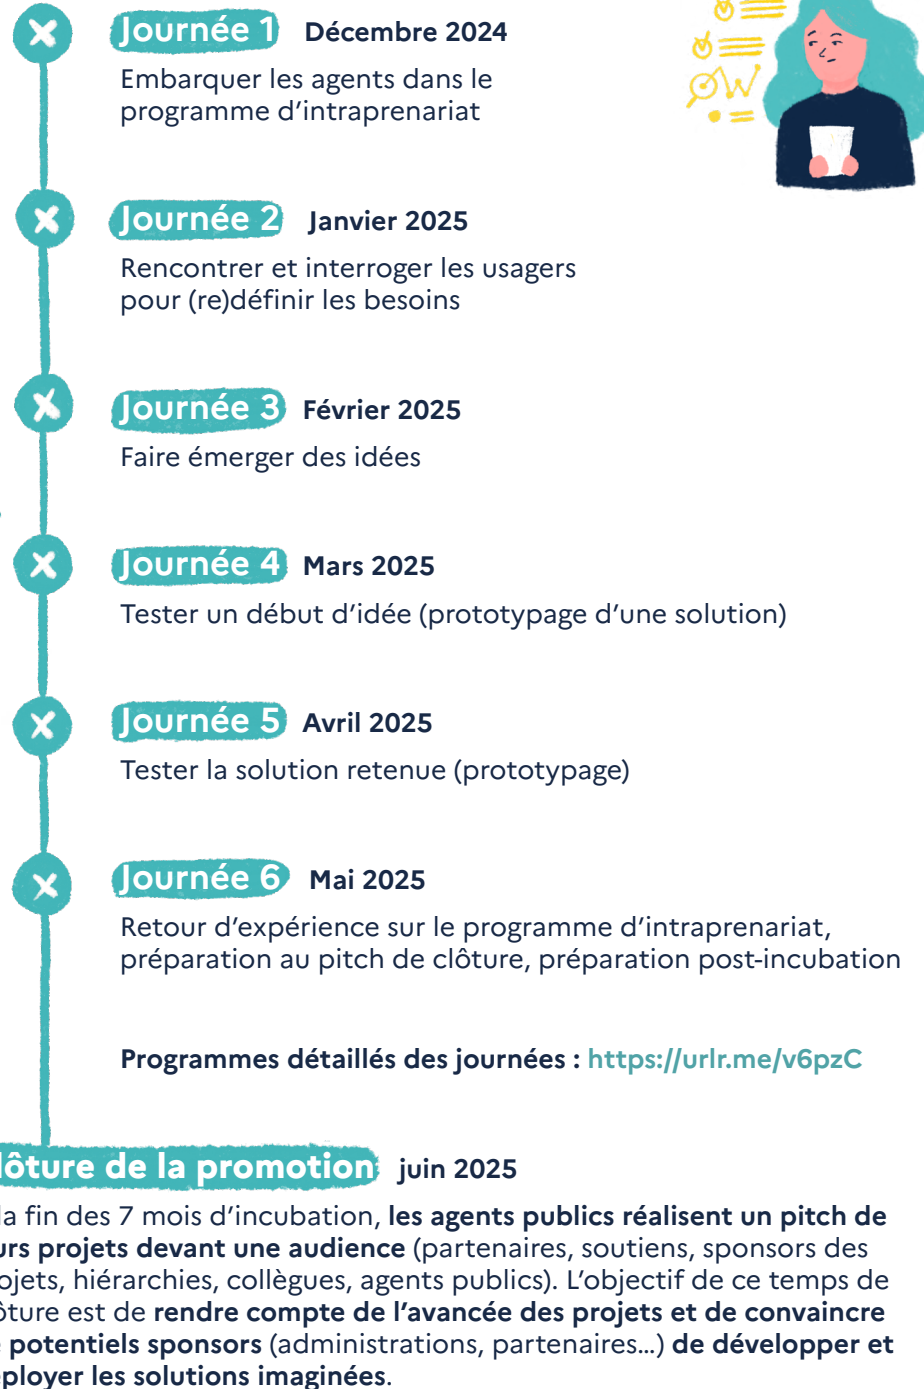 Journée 1 Décembre 2024
Embarquer les agents dans le
programme d’intraprenariat
Journée 2 Janvier 2025
Rencontrer et interroger les usagers
pour (re)définir les besoins
Journée 3 Février 2025
Faire émerger des idées
Journée 4 Mars 2025
Tester un début d’idée (prototypage d’une solution)
Journée 5 Avril 2025
Tester la solution retenue (prototypage)
Journée 6 Mai 2025
Retour d’expérience sur le programme d’intraprenariat,
préparation au pitch de clôture, préparation post-incubation
Programmes détaillés des journées : https://urlr.me/v6pzC
lôture de la promotion juin 2025
la fin des 7 mois d’incubation, les agents publics réalisent un pitch de
urs projets devant une audience (partenaires, soutiens, sponsors des
ojets, hiérarchies, collègues, agents publics). L’objectif de ce temps de
ôture est de rendre compte de l’avancée des projets et de convaincre
potentiels sponsors (administrations, partenaires…) de développer et
ployer les solutions imaginées.